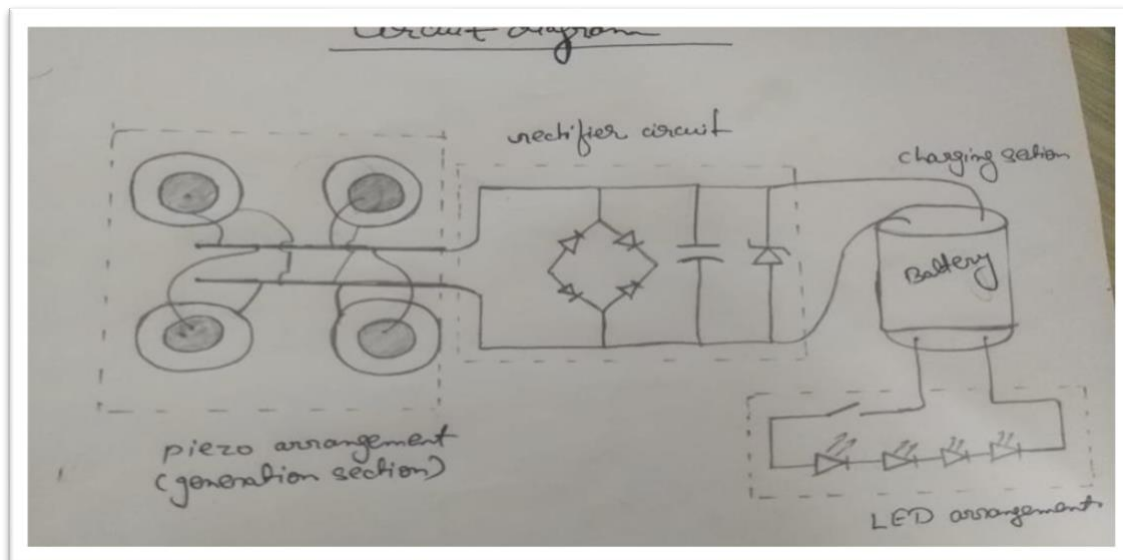 Circuit diagram
rectifier circuit
charging section
Battery
piezo arrangement
(generation section)
LED arrangement